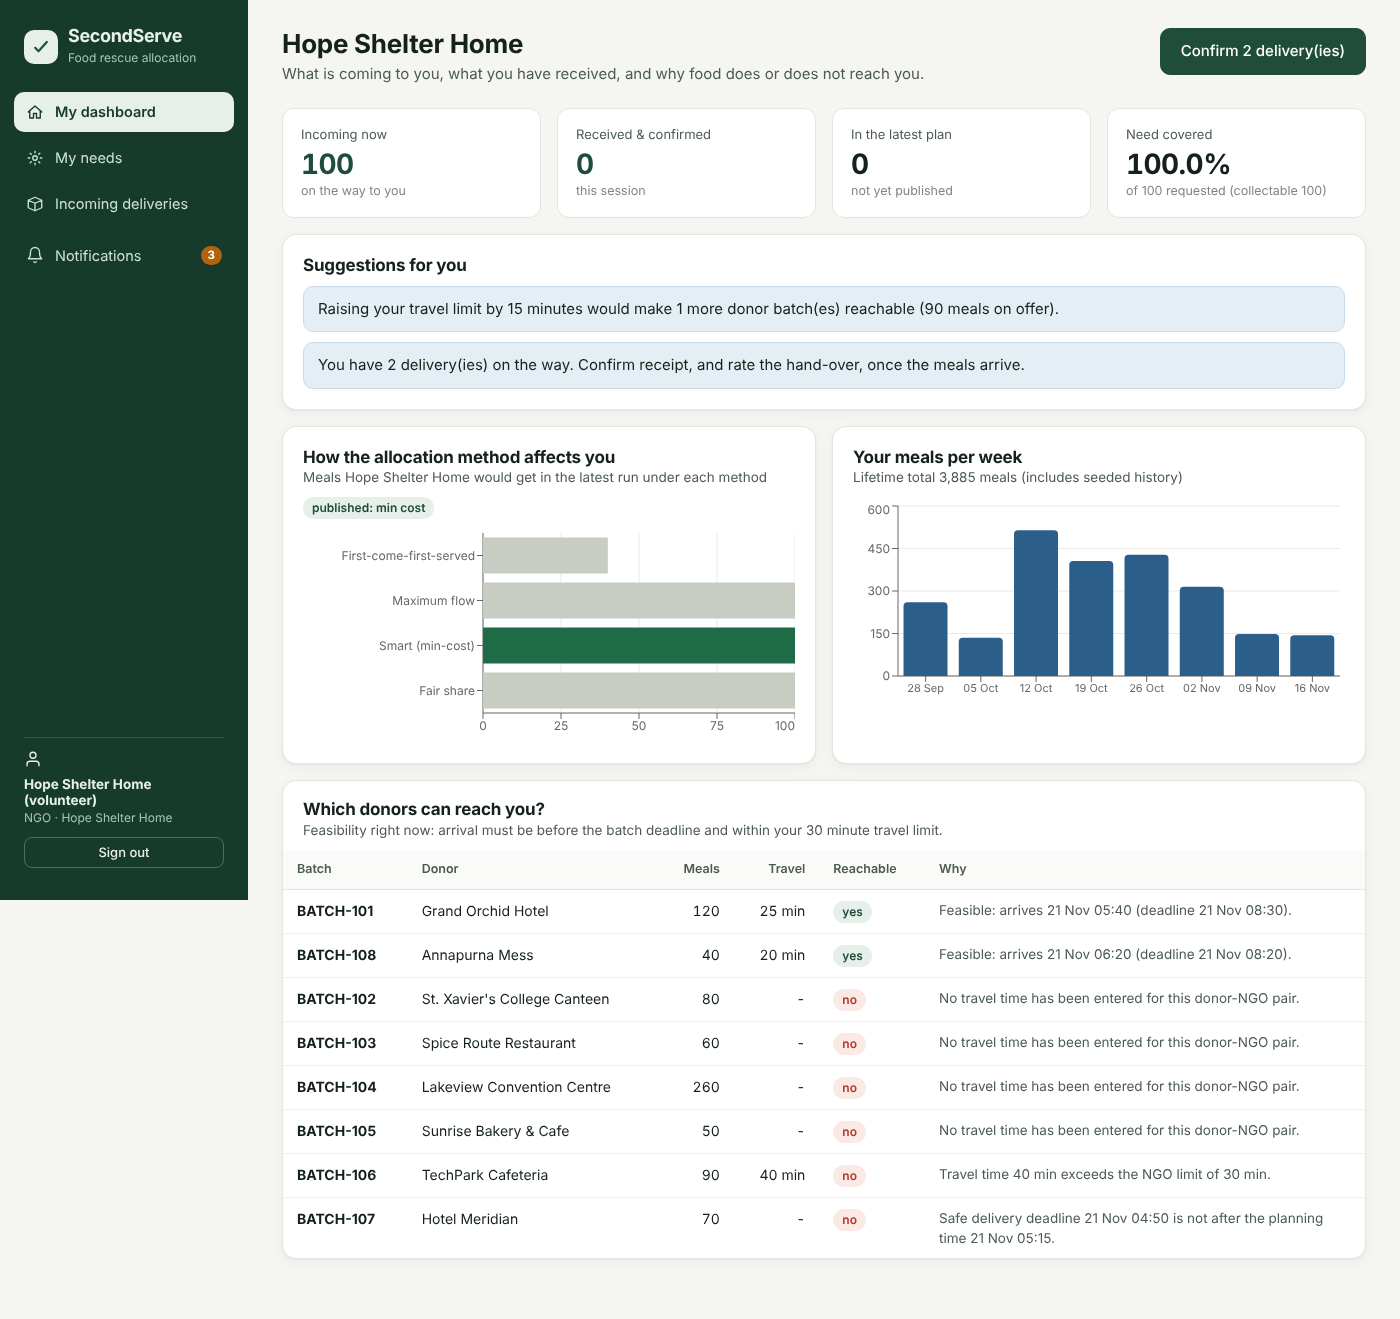 SecondServe
Food rescue allocation
My dashboard
My needs
Incoming deliveries
Notifications
3
Hope Shelter Home
(volunteer)
NGO · Hope Shelter Home
Sign out
Hope Shelter Home
What is coming to you, what you have received, and why food does or does not reach you.
Confirm 2 delivery(ies)
Incoming now
100
on the way to you
Received & confirmed
0
this session
In the latest plan
0
not yet published
Need covered
100.0%
of 100 requested (collectable 100)
Suggestions for you
Raising your travel limit by 15 minutes would make 1 more donor batch(es) reachable (90 meals on offer).
You have 2 delivery(ies) on the way. Confirm receipt, and rate the hand-over, once the meals arrive.
How the allocation method affects you
Meals Hope Shelter Home would get in the latest run under each method
published: min cost
First-come-first-served
Maximum flow
Smart (min-cost)
Fair share
0 25 50 75 100
Your meals per week
Lifetime total 3,885 meals (includes seeded history)
600
450
300
150
0
28 Sep 05 Oct 12 Oct 19 Oct 26 Oct 02 Nov 09 Nov 16 Nov
Which donors can reach you?
Feasibility right now: arrival must be before the batch deadline and within your 30 minute travel limit.
Batch Donor Meals Travel Reachable Why
BATCH-101 Grand Orchid Hotel 120 25 min yes Feasible: arrives 21 Nov 05:40 (deadline 21 Nov 08:30).
BATCH-108 Annapurna Mess 40 20 min yes Feasible: arrives 21 Nov 06:20 (deadline 21 Nov 08:20).
BATCH-102 St. Xavier's College Canteen 80 - no No travel time has been entered for this donor-NGO pair.
BATCH-103 Spice Route Restaurant 60 - no No travel time has been entered for this donor-NGO pair.
BATCH-104 Lakeview Convention Centre 260 - no No travel time has been entered for this donor-NGO pair.
BATCH-105 Sunrise Bakery & Cafe 50 - no No travel time has been entered for this donor-NGO pair.
BATCH-106 TechPark Cafeteria 90 40 min no Travel time 40 min exceeds the NGO limit of 30 min.
BATCH-107 Hotel Meridian 70 - no Safe delivery deadline 21 Nov 04:50 is not after the planning
time 21 Nov 05:15.